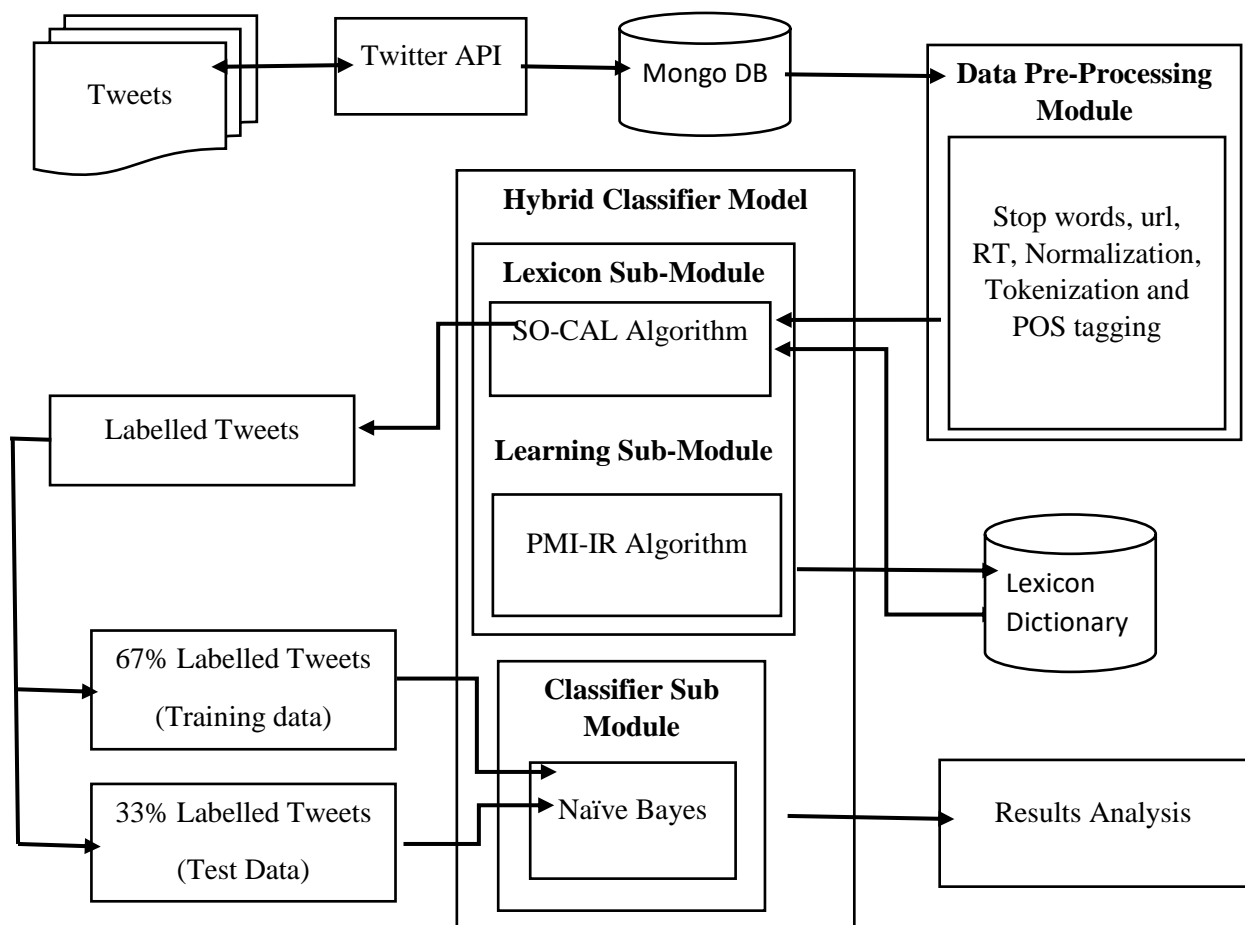 Tweets
Twitter API
Mongo DB
Data Pre-Processing
Module
Stop words, url,
RT, Normalization,
Tokenization and
POS tagging
Hybrid Classifier Model
Lexicon Sub-Module
SO-CAL Algorithm
Labelled Tweets
Learning Sub-Module
PMI-IR Algorithm
Lexicon
Dictionary
67% Labelled Tweets
(Training data)
33% Labelled Tweets
(Test Data)
Classifier Sub
Module
Naïve Bayes
Results Analysis